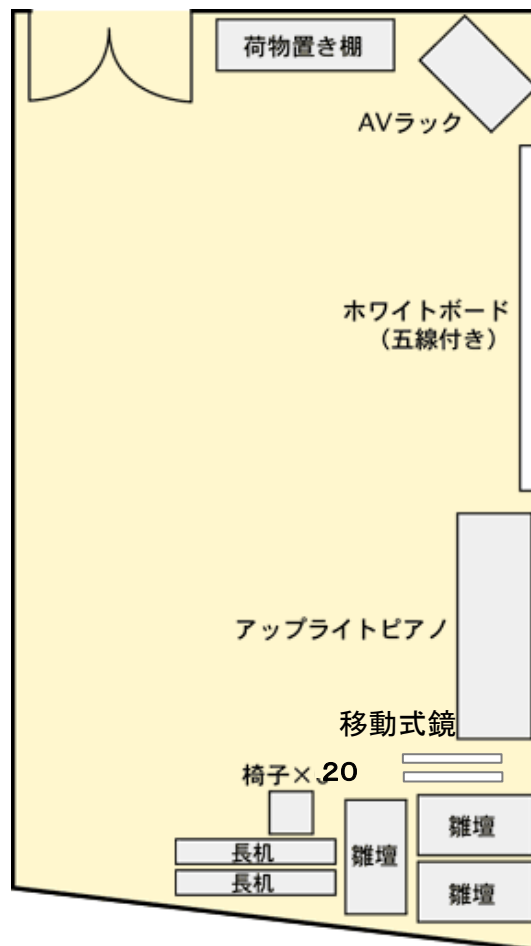 荷物置き棚
AVラック
ホワイトボード
（五線付き）
アップライトピアノ
移動式鏡
椅子×20
雛壇
長机
雛壇
長机
雛壇